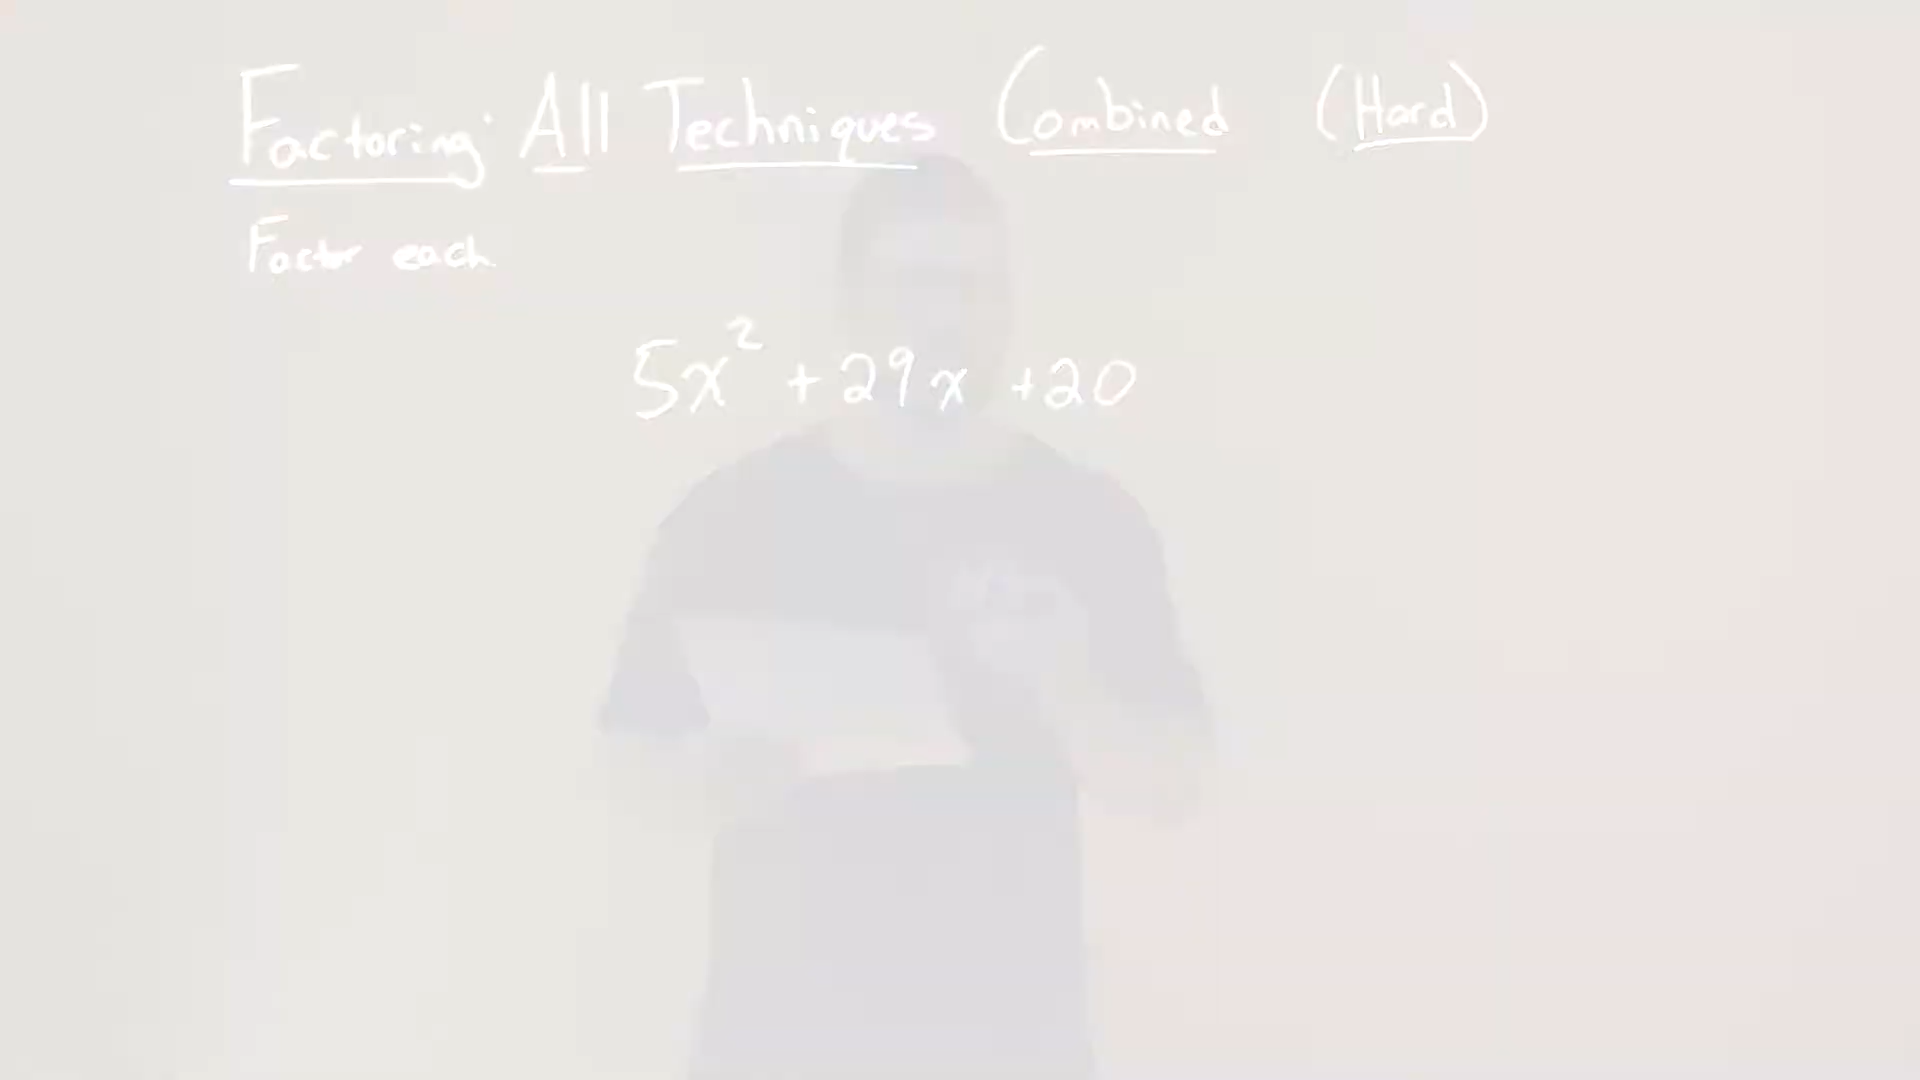 Factoring: All Techniques Combined (Hard)
Factor each
5x² + 29x + 20